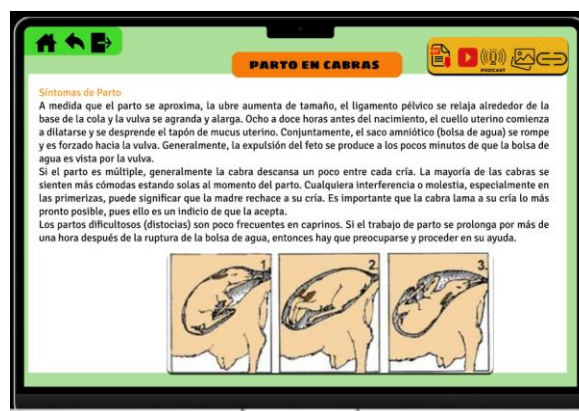 PARTO EN CABRAS
PODCAST
Síntomas de Parto
A medida que el parto se aproxima, la ubre aumenta de tamaño, el ligamento pélvico se relaja alrededor de la
base de la cola y la vulva se agranda y alarga. Ocho a doce horas antes del nacimiento, el cuello uterino comienza
a dilatarse y se desprende el tapón de mucus uterino. Conjuntamente, el saco amniótico (bolsa de agua) se rompe
y es forzado hacia la vulva. Generalmente, la expulsión del feto se produce a los pocos minutos de que la bolsa de
agua es vista por la vulva.
Si el parto es múltiple, generalmente la cabra descansa un poco entre cada cría. La mayoría de las cabras se
sienten más cómodas estando solas al momento del parto. Cualquiera interferencia o molestia, especialmente en
las primerizas, puede significar que la madre rechace a su cría. Es importante que la cabra lama a su cría lo más
pronto posible, pues ello es un indicio de que la acepta.
Los partos dificultosos (distocias) son poco frecuentes en caprinos. Si el trabajo de parto se prolonga por más de
una hora después de la ruptura de la bolsa de agua, entonces hay que preocuparse y proceder en su ayuda.
1. 2. 3.